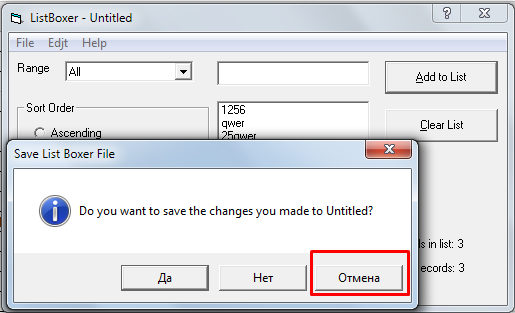 ListBoxer - Untitled
File Edjt Help
Range All Add to List
Sort Order
Ascending
1256
qwer
25qwer
Clear List
Save List Boxer File
Do you want to save the changes you made to Untitled?
in list: 3
ecords: 3
Да Нет Отмена